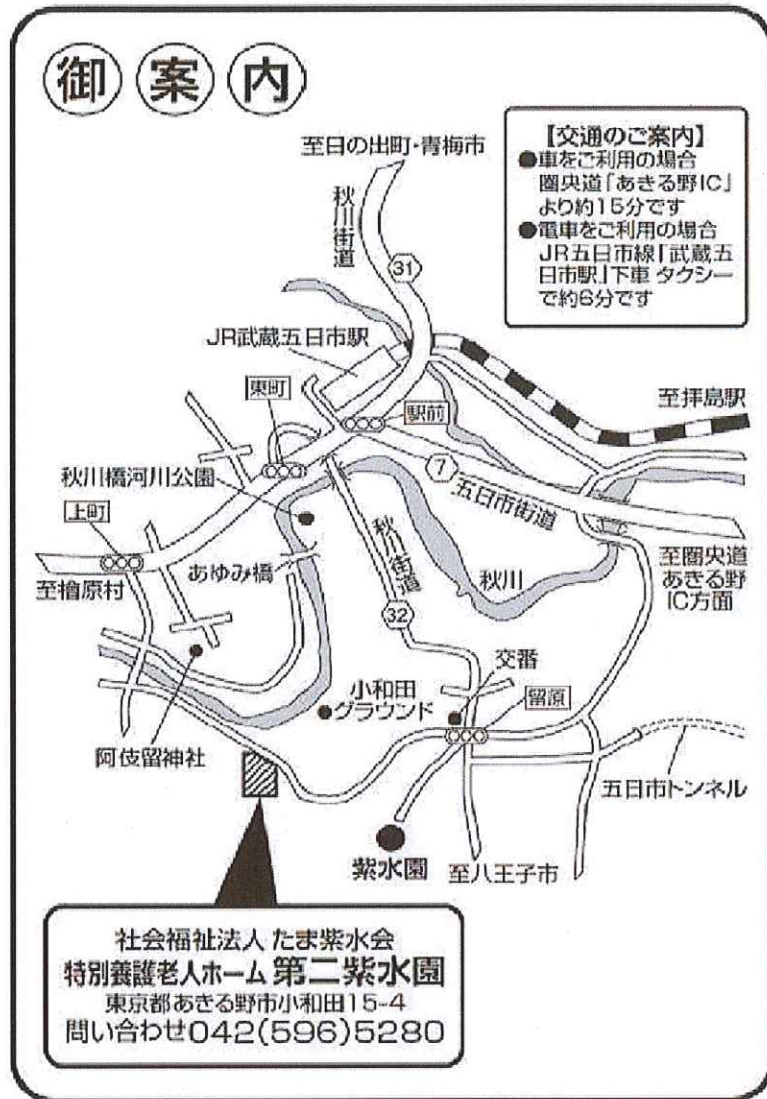 御案内
【交通のご案内】
●車をご利用の場合
圏央道「あきる野IC」
より約15分です
●電車をご利用の場合
JR五日市線「武蔵五
日市駅」下車 タクシー
で約6分です
至日の出町・青梅市
秋川街道
31
JR武蔵五日市駅
東町
駅前
至拝島駅
7
五日市街道
秋川橋河川公園
上町
至檜原村
あゆみ橋
秋川街道
32
秋川
至圏央道
あきる野
IC方面
交番
留原
小和田
グラウンド
阿伎留神社
五日市トンネル
紫水園
至八王子市
社会福祉法人 たま紫水会
特別養護老人ホーム 第二紫水園
東京都あきる野市小和田15-4
問い合わせ042(596)5280